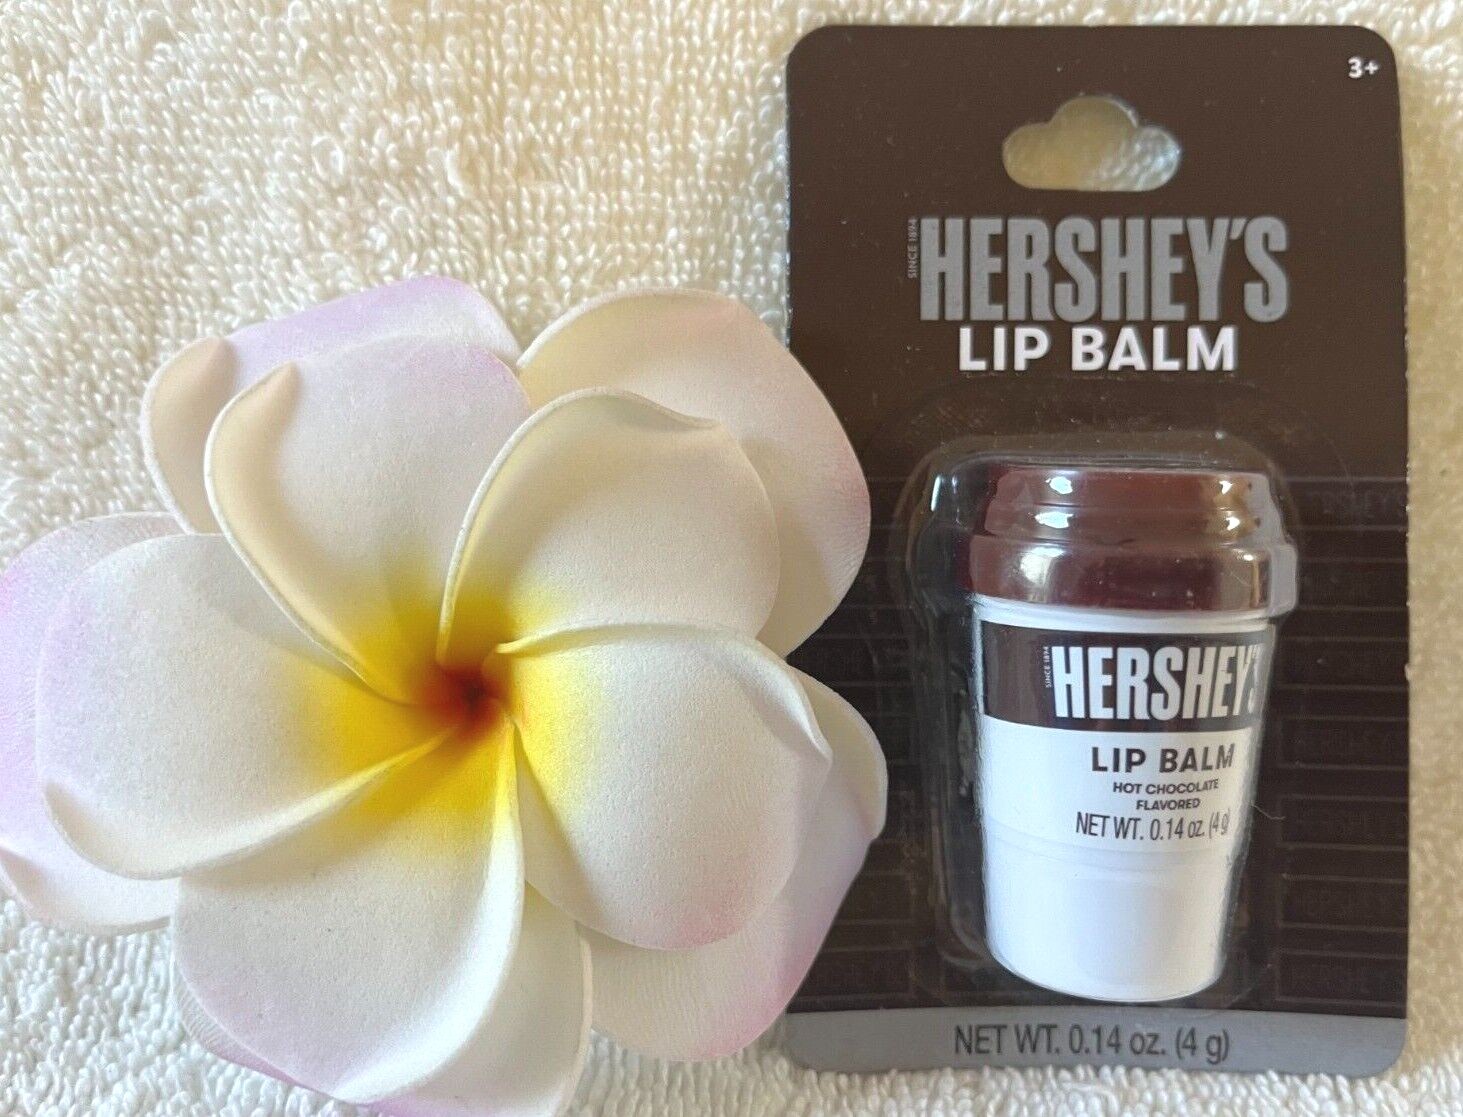 3+
SINCE 1894
HERSHEY'S
LIP BALM
SINCE 1894
HERSHEY'S
LIP BALM
HOT CHOCOLATE
FLAVORED
NET WT. 0.14 oz. (4 g)
NET WT. 0.14 oz. (4 g)